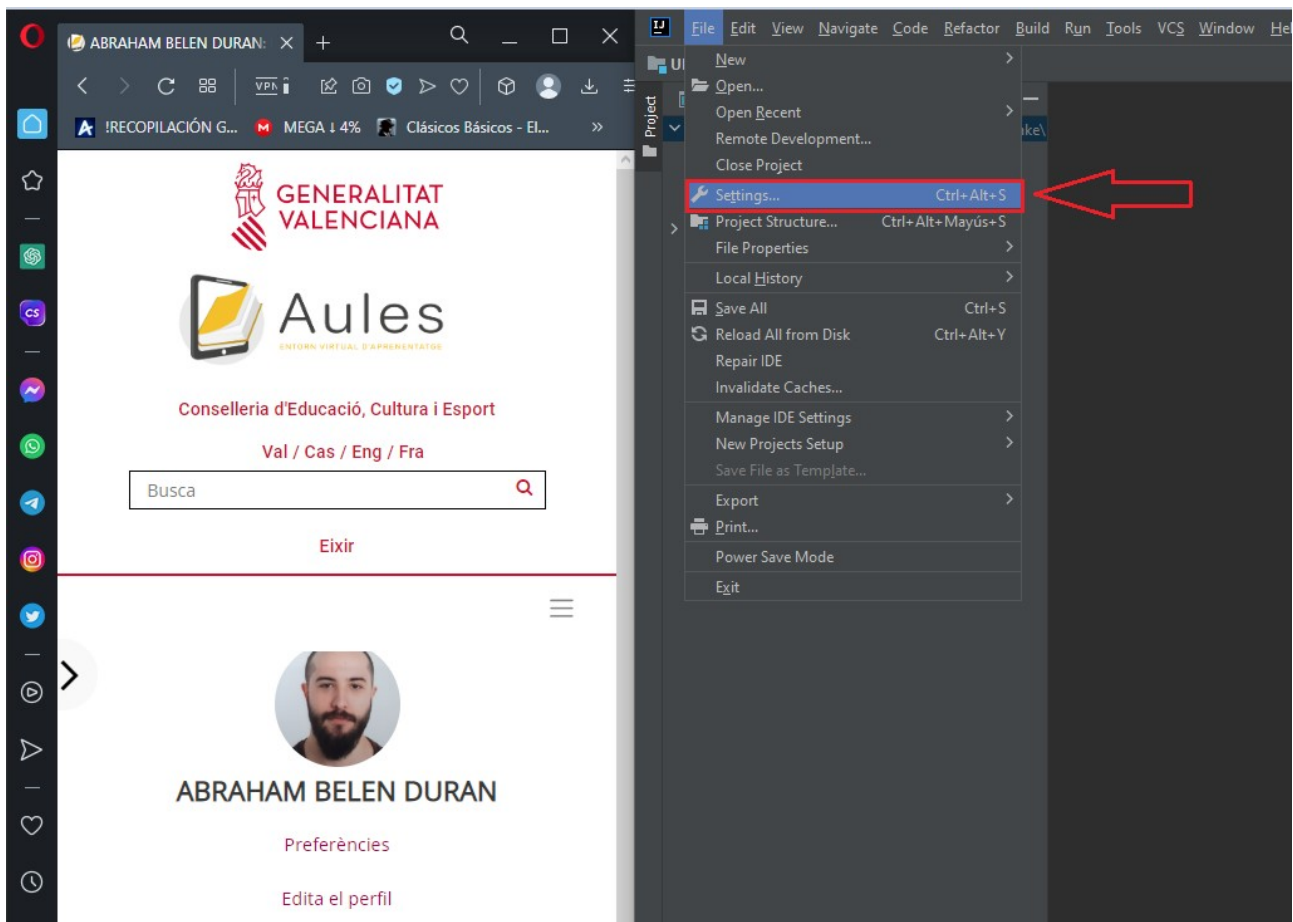 ABRAHAM BELEN DURAN:
VPN
!RECOPILACIÓN G...
MEGA ↓ 4%
Clásicos Básicos - El...
»
GENERALITAT
VALENCIANA
Aules
ENTORN VIRTUAL D'APRENENTATGE
Conselleria d'Educació, Cultura i Esport
Val / Cas / Eng / Fra
Busca
Eixir
ABRAHAM BELEN DURAN
Preferències
Edita el perfil
CS
IJ
File Edit View Navigate Code Refactor Build Run Tools VCS Window Hel
Project
New
Open...
Open Recent
Remote Development...
Close Project
Settings... Ctrl+Alt+S
Project Structure... Ctrl+Alt+Mayús+S
File Properties
Local History
Save All Ctrl+S
Reload All from Disk Ctrl+Alt+Y
Repair IDE
Invalidate Caches...
Manage IDE Settings
New Projects Setup
Save File as Template...
Export
Print...
Power Save Mode
Exit